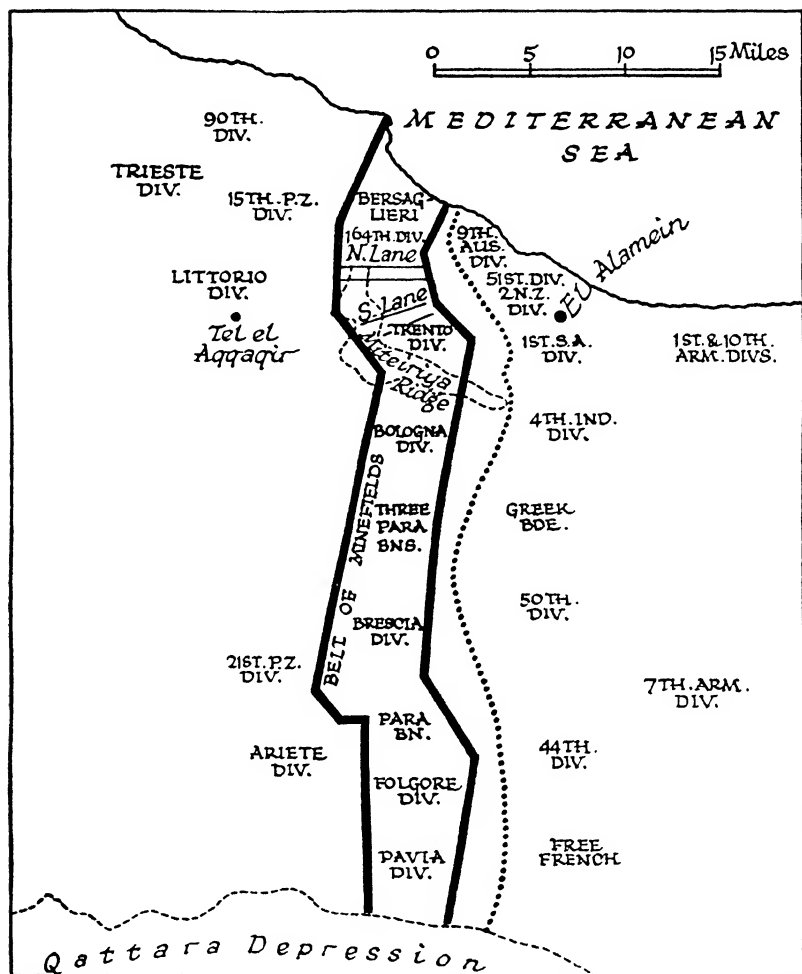 0 5 10 15 Miles
MEDITERRANEAN
SEA
90TH.
DIV.
TRIESTE
DIV.
15TH. P.Z.
DIV.
BERSAG-
LIERI
164TH. DIV.
N. Lane
9TH.
AUS.
DIV.
51ST. DIV.
2 N.Z.
DIV.
El Alamein
LITTORIO
DIV.
Tel el
Aqqaqir
S. Lane
TRENTO
DIV.
1ST. S.A.
DIV.
1ST. & 10TH.
ARM. DIVS.
Miteiriya
Ridge
4TH. IND.
DIV.
BOLOGNA
DIV.
BELT OF MINEFIELDS
THREE
PARA
BNS.
GREEK
BDE.
50TH.
DIV.
BRESCIA
DIV.
21ST. P.Z.
DIV.
7TH. ARM.
DIV.
PARA
BN.
ARIETE
DIV.
44TH.
DIV.
FOLGORE
DIV.
PAVIA
DIV.
FREE
FRENCH
Qattara Depression